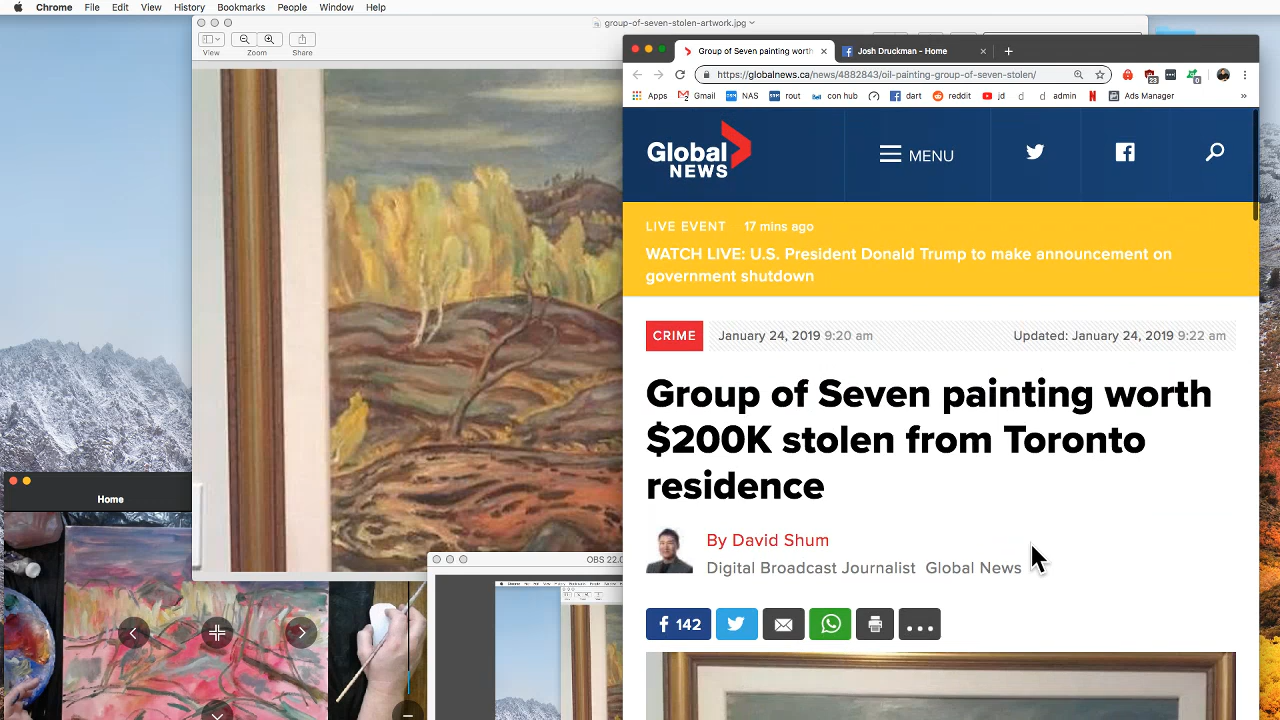 Chrome File Edit View History Bookmarks People Window Help
group-of-seven-stolen-artwork.jpg
View Zoom Share
Group of Seven painting worth
Josh Druckman - Home
https://globalnews.ca/news/4882843/oil-painting-group-of-seven-stolen/
23
0
Apps Gmail NAS rout con hub dart reddit jd d d admin Ads Manager »
Global
NEWS
MENU
LIVE EVENT 17 mins ago
WATCH LIVE: U.S. President Donald Trump to make announcement on
government shutdown
CRIME January 24, 2019 9:20 am Updated: January 24, 2019 9:22 am
Group of Seven painting worth
$200K stolen from Toronto
residence
By David Shum
Digital Broadcast Journalist Global News
142
Home
OBS 22.0